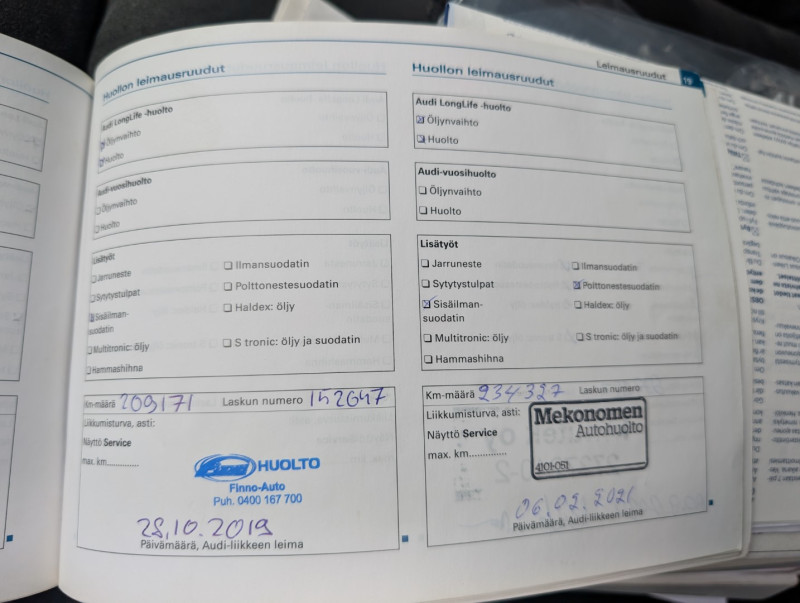 Huollon leimausruudut
Audi LongLife -huolto
Öljynvaihto
Huolto
Audi-vuosihuolto
Öljynvaihto
Huolto
Lisätyöt
Jarruneste
Sytytystulpat
Sisäilman-
suodatin
Multitronic: öljy
Hammashihna
Ilmansuodatin
Polttonestesuodatin
Haldex: öljy
S tronic: öljy ja suodatin
Km-määrä 209171 Laskun numero 152647
Liikkumisturva, asti:
Näyttö Service
max. km..............
HUOLTO
Finno-Auto
Puh. 0400 167 700
28.10.2019
Päivämäärä, Audi-liikkeen leima
Leimausruudut 19
Huollon leimausruudut
Audi LongLife -huolto
Öljynvaihto
Huolto
Audi-vuosihuolto
Öljynvaihto
Huolto
Lisätyöt
Jarruneste
Sytytystulpat
Sisäilman-
suodatin
Multitronic: öljy
Hammashihna
Ilmansuodatin
Polttonestesuodatin
Haldex: öljy
S tronic: öljy ja suodatin
Km-määrä 234327 Laskun numero
Liikkumisturva, asti:
Näyttö Service
max. km..............
Mekonomen
Autohuolto
4101-051
06.02.2021
Päivämäärä, Audi-liikkeen leima